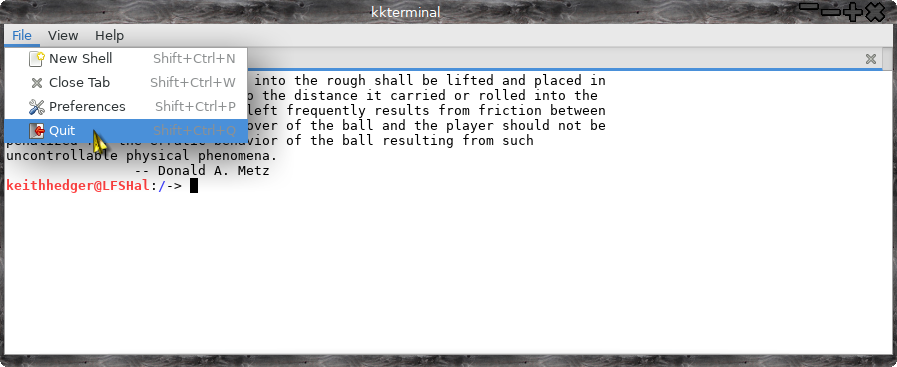 kkterminal
File View Help
New Shell Shift+Ctrl+N
Close Tab Shift+Ctrl+W
Preferences Shift+Ctrl+P
Quit Shift+Ctrl+Q
into the rough shall be lifted and placed in
the distance it carried or rolled into the
left frequently results from friction between
over of the ball and the player should not be
behavior of the ball resulting from such
uncontrollable physical phenomena.
-- Donald A. Metz
keithhedger@LFSHal:/->